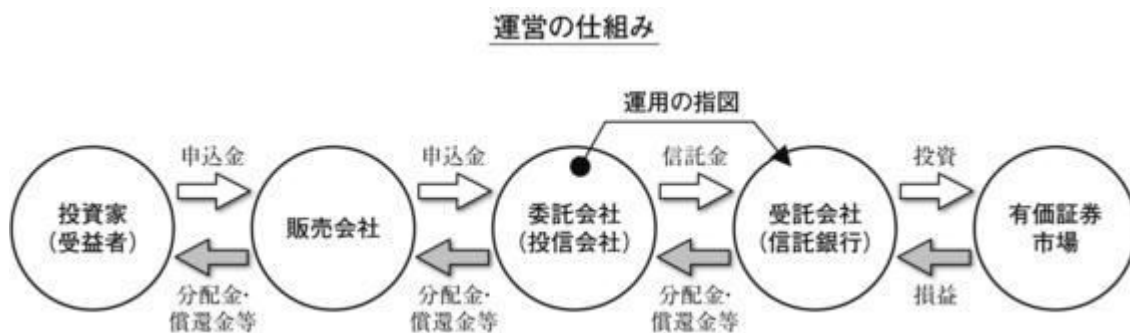 運営の仕組み
運用の指図
申込金
申込金
信託金
投資
投資家
(受益者)
販売会社
委託会社
(投信会社)
受託会社
(信託銀行)
有価証券
市場
分配金・
償還金等
分配金・
償還金等
分配金・
償還金等
損益